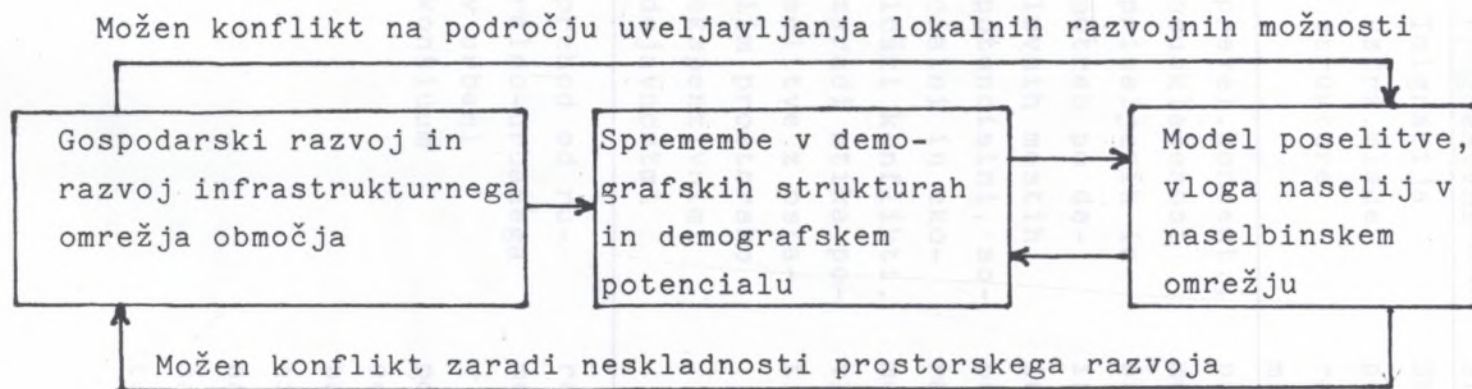 Možen konflikt na področju uveljavljanja lokalnih razvojnih možnosti
Gospodarski razvoj in
razvoj infrastrukturnega
omrežja območja
Spremembe v demo-
grafskih strukturah
in demografskem
potencialu
Model poselitve,
vloga naselij v
naselbinskem
omrežju
Možen konflikt zaradi neskladnosti prostorskega razvoja